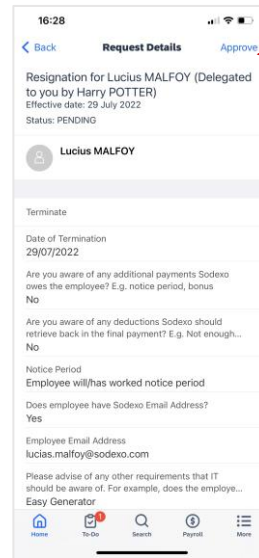 16:28
Back
Request Details
Approve
Resignation for Lucius MALFOY (Delegated
to you by Harry POTTER)
Effective date: 29 July 2022
Status: PENDING
Lucius MALFOY
Terminate
Date of Termination
29/07/2022
Are you aware of any additional payments Sodexo
owes the employee? E.g. notice period, bonus
No
Are you aware of any deductions Sodexo should
retrieve back in the final payment? E.g. Not enough...
No
Notice Period
Employee will/has worked notice period
Does employee have Sodexo Email Address?
Yes
Employee Email Address
lucias.malfoy@sodexo.com
Please advise of any other requirements that IT
should be aware of. For example, does the employe...
Easy Generator
1
Home
To-Do
Search
Payroll
More